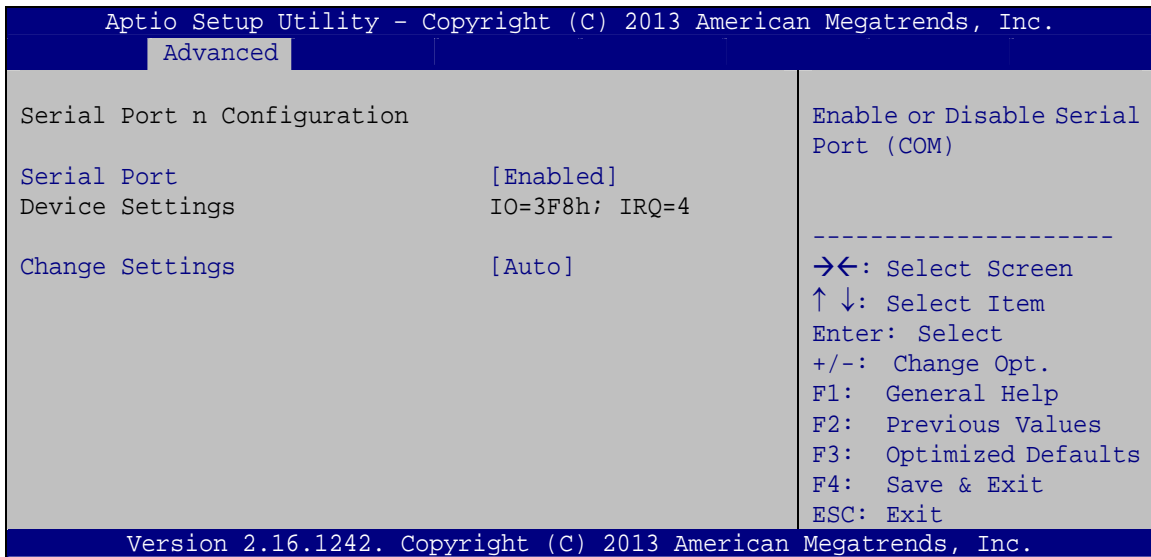 Aptio Setup Utility – Copyright (C) 2013 American Megatrends, Inc.
Advanced
Serial Port n Configuration
Serial Port [Enabled]
Device Settings IO=3F8h; IRQ=4
Change Settings [Auto]
Enable or Disable Serial
Port (COM)
---------------------
→←: Select Screen
↑ ↓: Select Item
Enter: Select
+/-: Change Opt.
F1: General Help
F2: Previous Values
F3: Optimized Defaults
F4: Save & Exit
ESC: Exit
Version 2.16.1242. Copyright (C) 2013 American Megatrends, Inc.